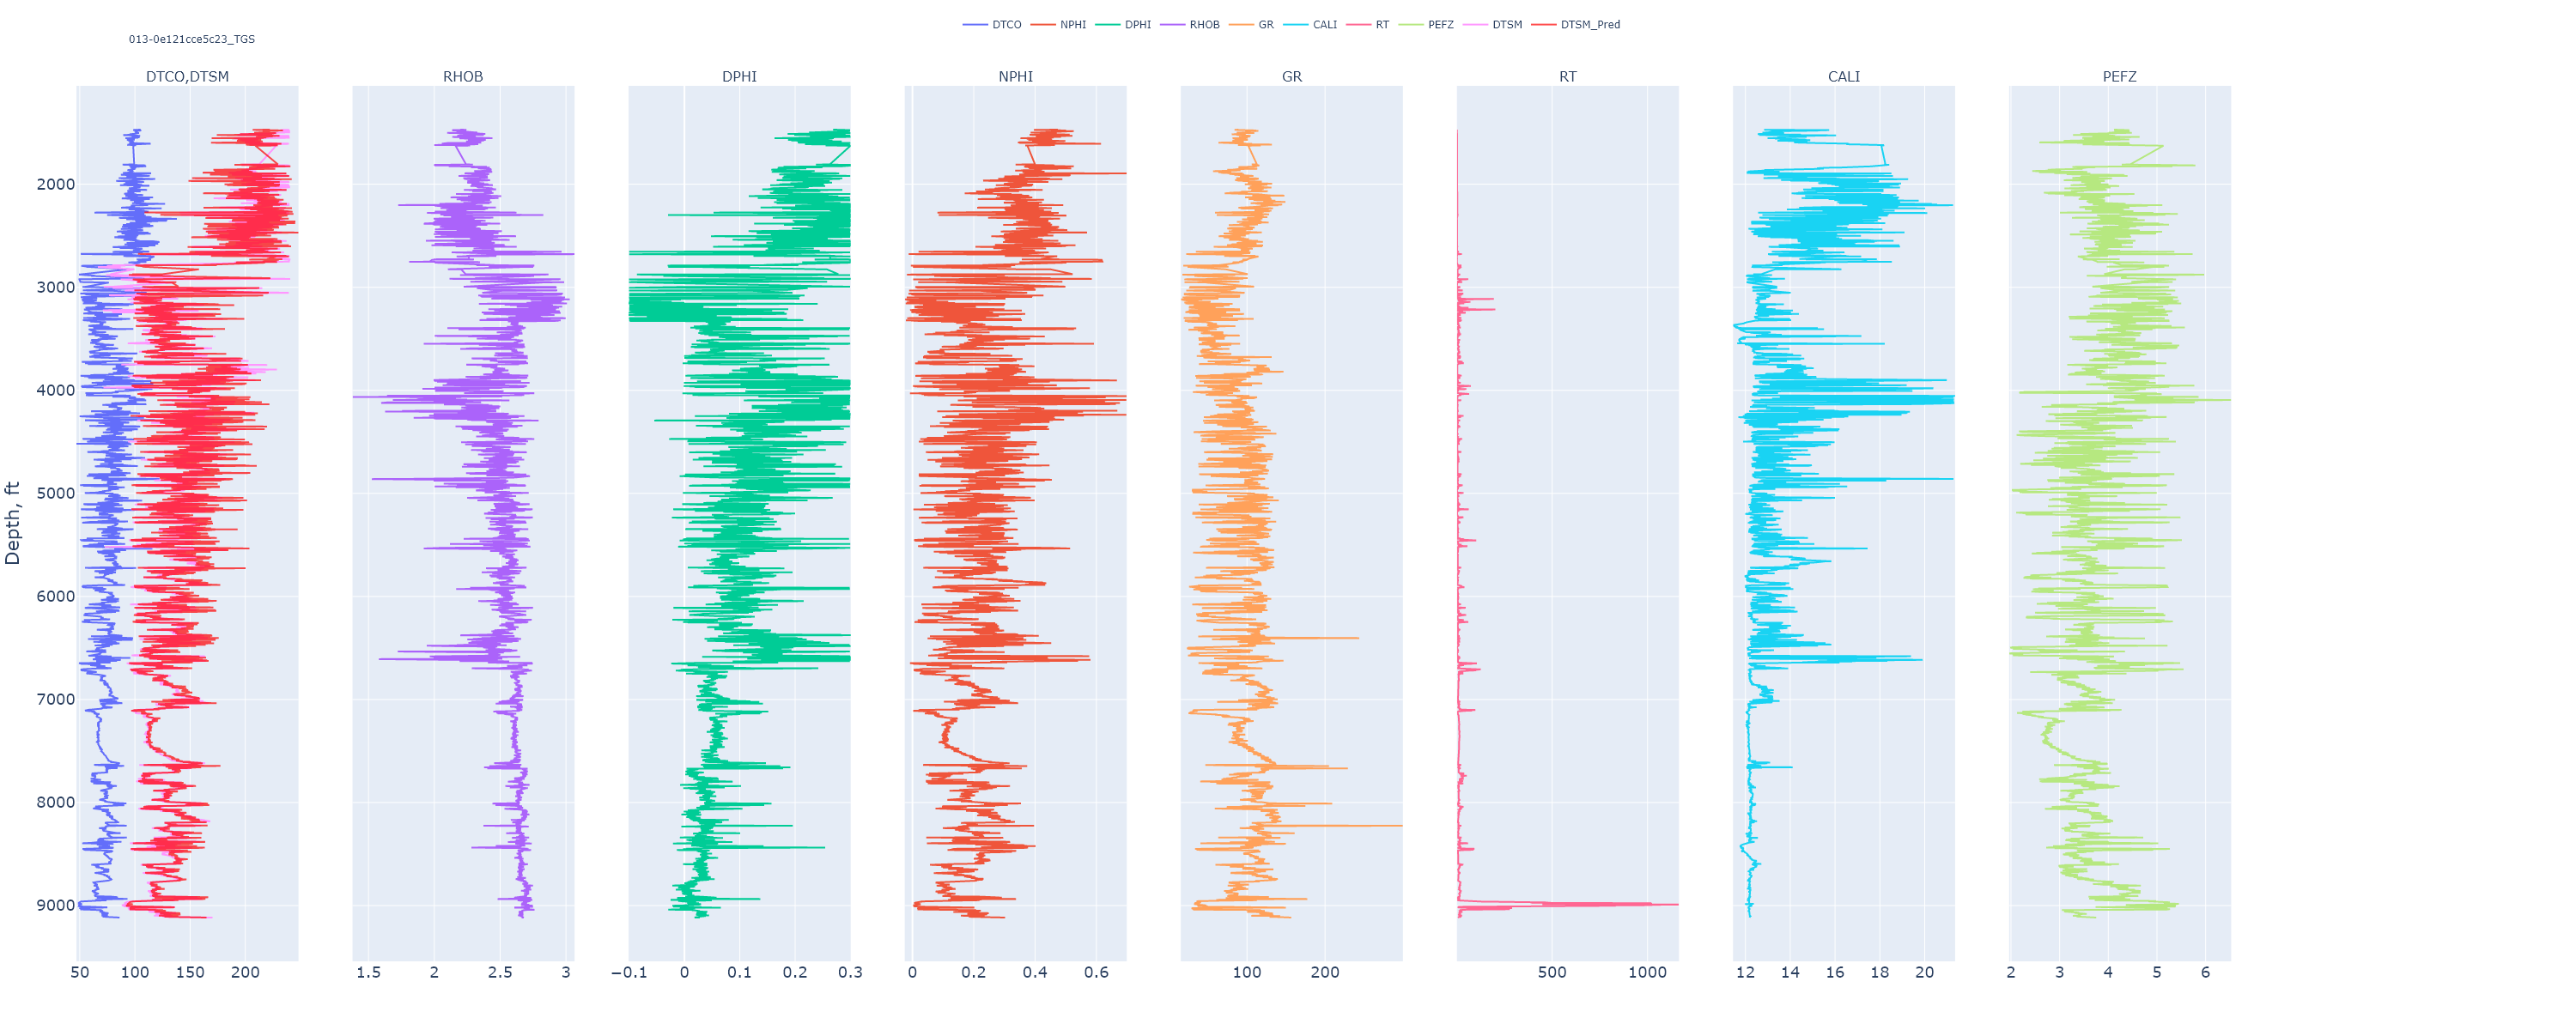 DTCO NPHI DPHI RHOB GR CALI RT PEFZ DTSM DTSM_Pred
013-0e121cce5c23_TGS
DTCO,DTSM RHOB DPHI NPHI GR RT CALI PEFZ
2000
3000
4000
5000
6000
7000
8000
9000
Depth, ft
50 100 150 200 1.5 2 2.5 3 −0.1 0 0.1 0.2 0.3 0 0.2 0.4 0.6 100 200 500 1000 12 14 16 18 20 2 3 4 5 6